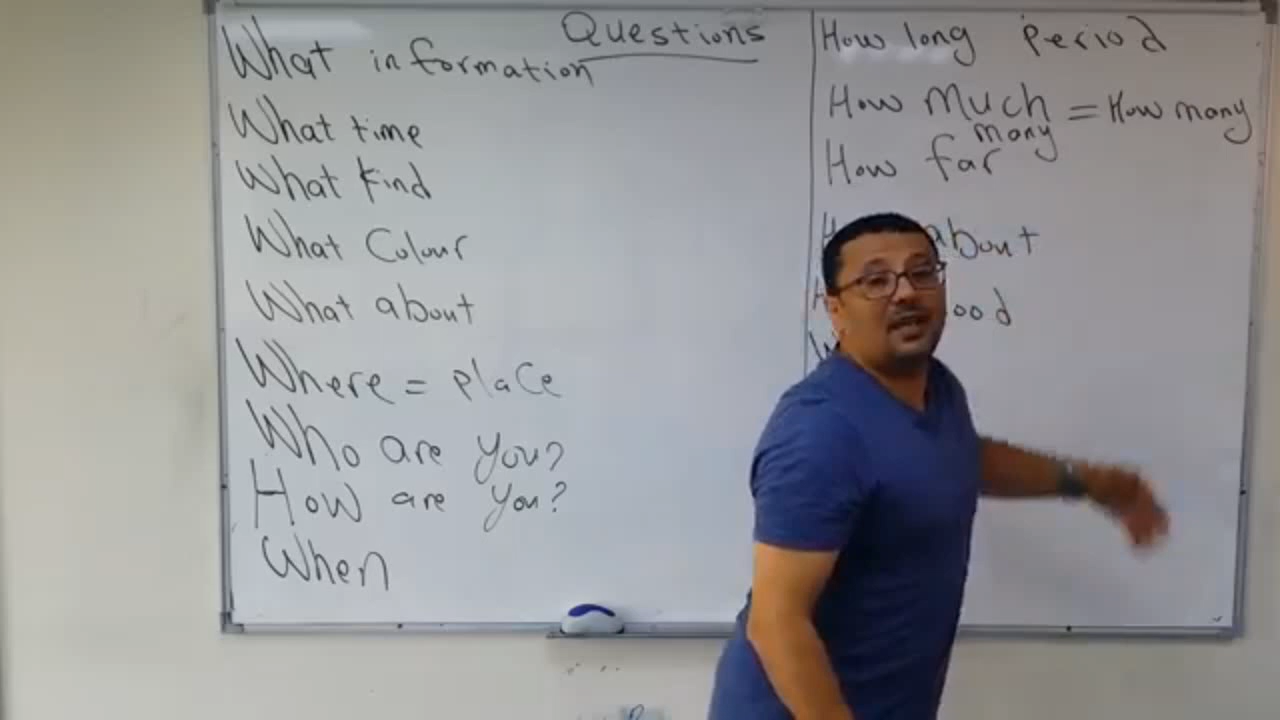 Questions
What information
What time
What kind
What Colour
What about
Where = place
Who are you?
How are you?
When
How long period
How much = How many
many
How far
about